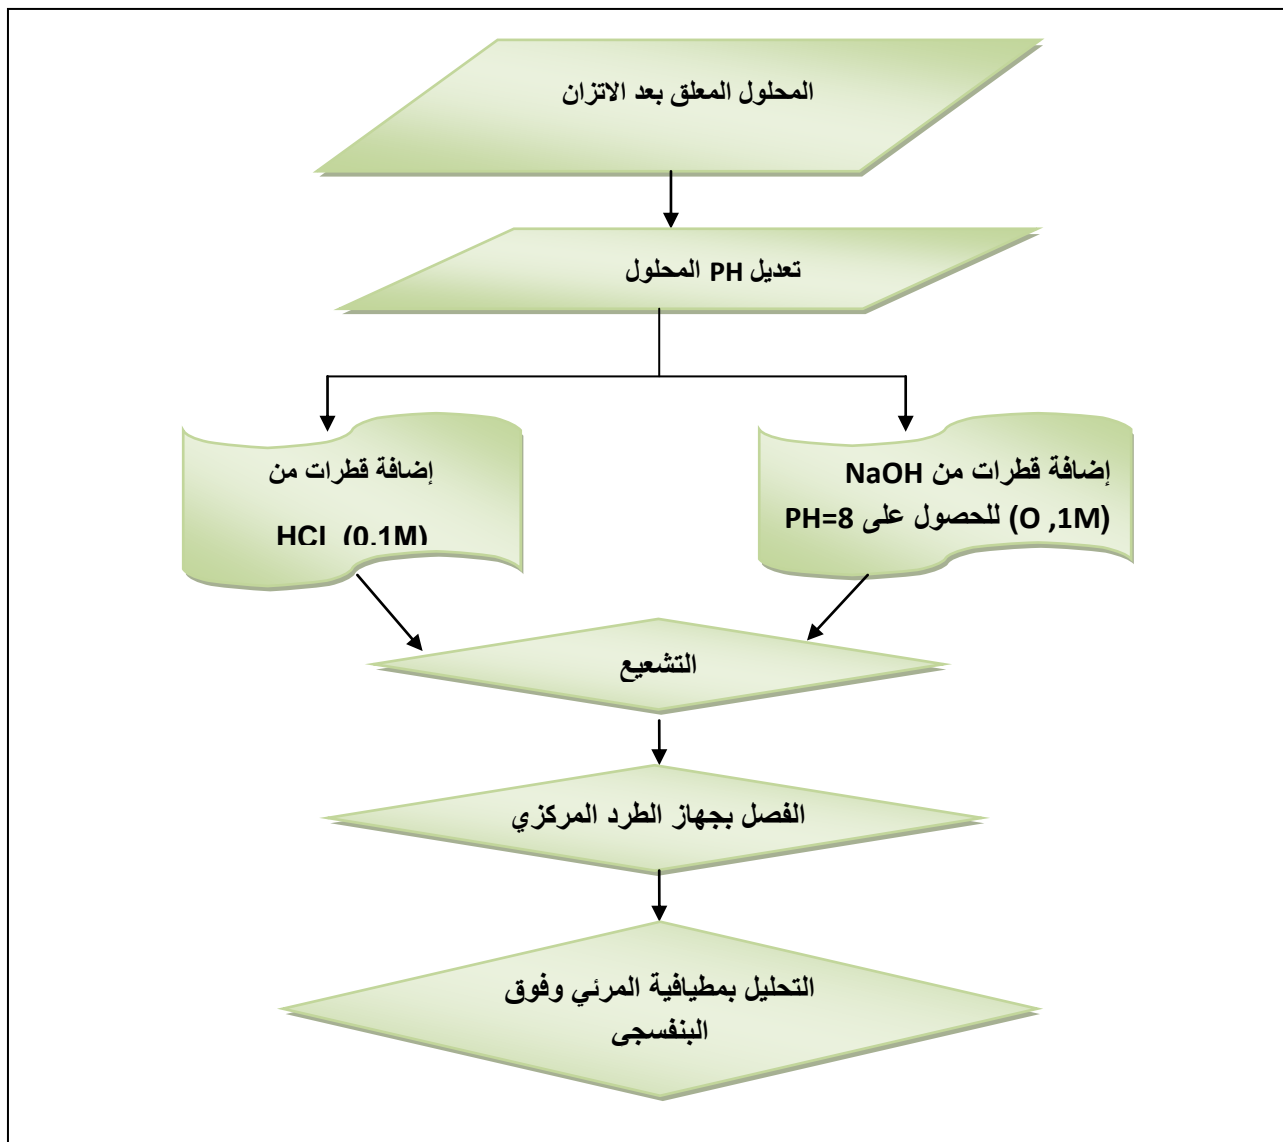 المحلول المعلق بعد الاتزان
تعديل PH المحلول
إضافة قطرات من NaOH
(O ,1M) للحصول على PH=8
إضافة قطرات من
HCl (0.1M)
التشعيع
الفصل بجهاز الطرد المركزي
التحليل بمطيافية المرئي وفوق
البنفسجى